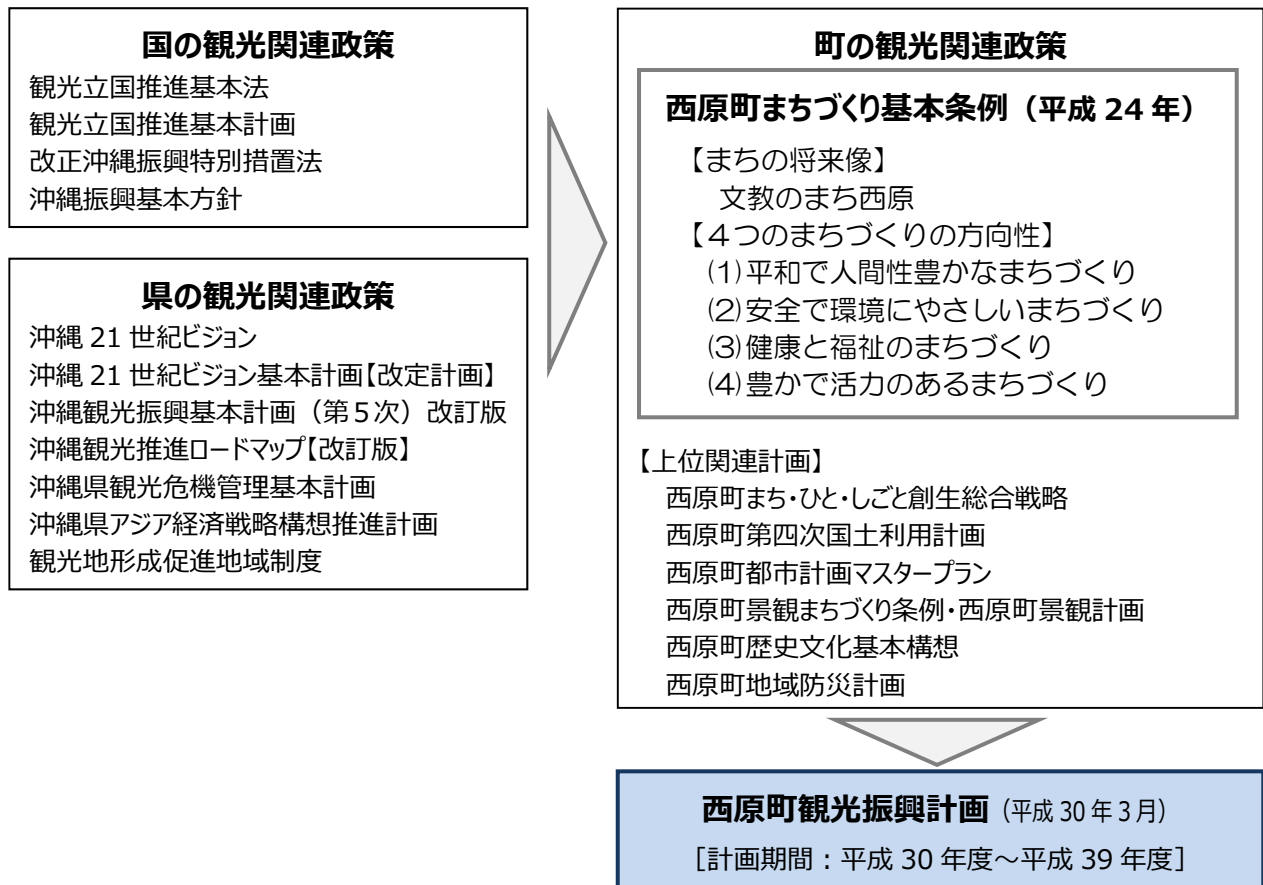 国の観光関連政策
観光立国推進基本法
観光立国推進基本計画
改正沖縄振興特別措置法
沖縄振興基本方針
県の観光関連政策
沖縄 21 世紀ビジョン
沖縄 21 世紀ビジョン基本計画【改定計画】
沖縄観光振興基本計画（第５次）改訂版
沖縄観光推進ロードマップ【改訂版】
沖縄県観光危機管理基本計画
沖縄県アジア経済戦略構想推進計画
観光地形成促進地域制度
町の観光関連政策
西原町まちづくり基本条例（平成 24 年）
【まちの将来像】
文教のまち西原
【４つのまちづくりの方向性】
(1)平和で人間性豊かなまちづくり
(2)安全で環境にやさしいまちづくり
(3)健康と福祉のまちづくり
(4)豊かで活力のあるまちづくり
【上位関連計画】
西原町まち・ひと・しごと創生総合戦略
西原町第四次国土利用計画
西原町都市計画マスタープラン
西原町景観まちづくり条例・西原町景観計画
西原町歴史文化基本構想
西原町地域防災計画
西原町観光振興計画（平成 30 年 3 月）
［計画期間：平成 30 年度～平成 39 年度］